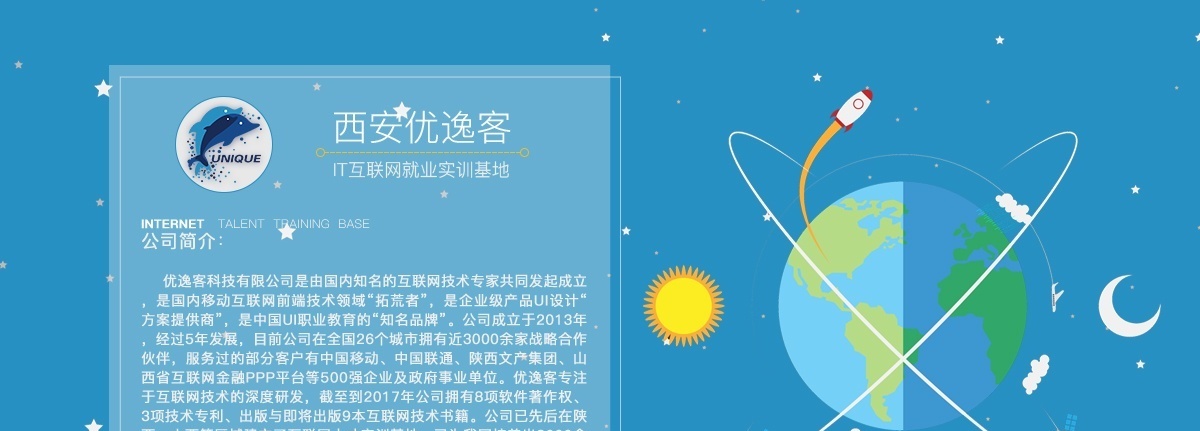 UNIQUE
西安优逸客
IT互联网就业实训基地
INTERNET TALENT TRAINING BASE
公司简介：
优逸客科技有限公司是由国内知名的互联网技术专家共同发起成立
，是国内移动互联网前端技术领域“拓荒者”，是企业级产品UI设计“
方案提供商”，是中国UI职业教育的“知名品牌”。公司成立于2013年
，经过5年发展，目前公司在全国26个城市拥有近3000余家战略合作
伙伴，服务过的部分客户有中国移动、中国联通、陕西文产集团、山
西省互联网金融PPP平台等500强企业及政府事业单位。优逸客专注
于互联网技术的深度研发，截至到2017年公司拥有8项软件著作权、
3项技术专利、出版与即将出版9本互联网技术书籍。公司已先后在陕